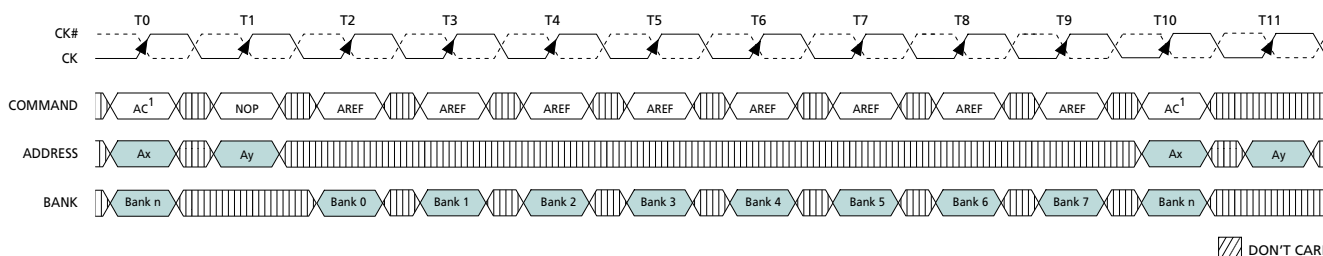 T0 T1 T2 T3 T4 T5 T6 T7 T8 T9 T10 T11
CK#
CK
COMMAND AC1 NOP AREF AREF AREF AREF AREF AREF AREF AREF AC1
ADDRESS Ax Ay Ax Ay
BANK Bank n Bank 0 Bank 1 Bank 2 Bank 3 Bank 4 Bank 5 Bank 6 Bank 7 Bank n
DON'T CAR